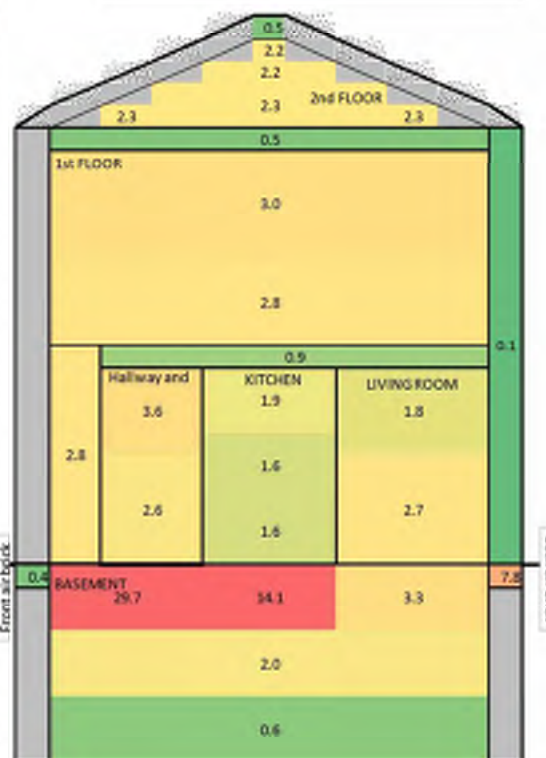 0.5
2.2
2.2
2nd FLOOR
2.3
2.3 2.3
0.5
1st FLOOR
3.0
2.8
0.1
0.9
Hallway and KITCHEN LIVING ROOM
3.6 1.9 1.8
2.8 1.6
2.6 1.6 2.7
Front air brick
0.4 BASEMENT 7.8
29.7 14.1 3.3
2.0
0.6